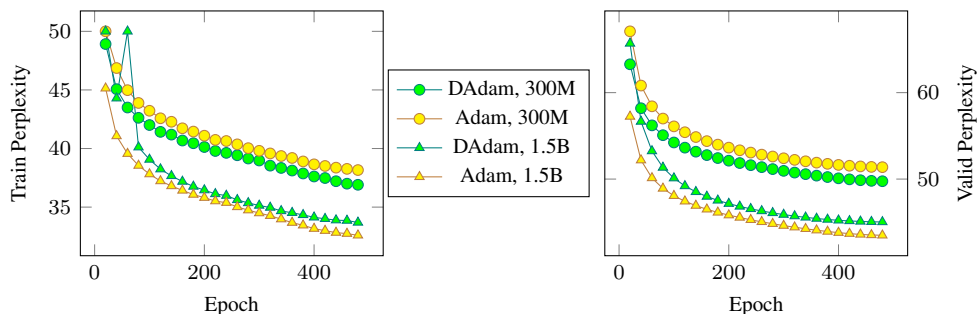 50
45
40
35
Train Perplexity
0
200
400
Epoch
DAdam, 300M
Adam, 300M
DAdam, 1.5B
Adam, 1.5B
60
50
Valid Perplexity
0
200
400
Epoch